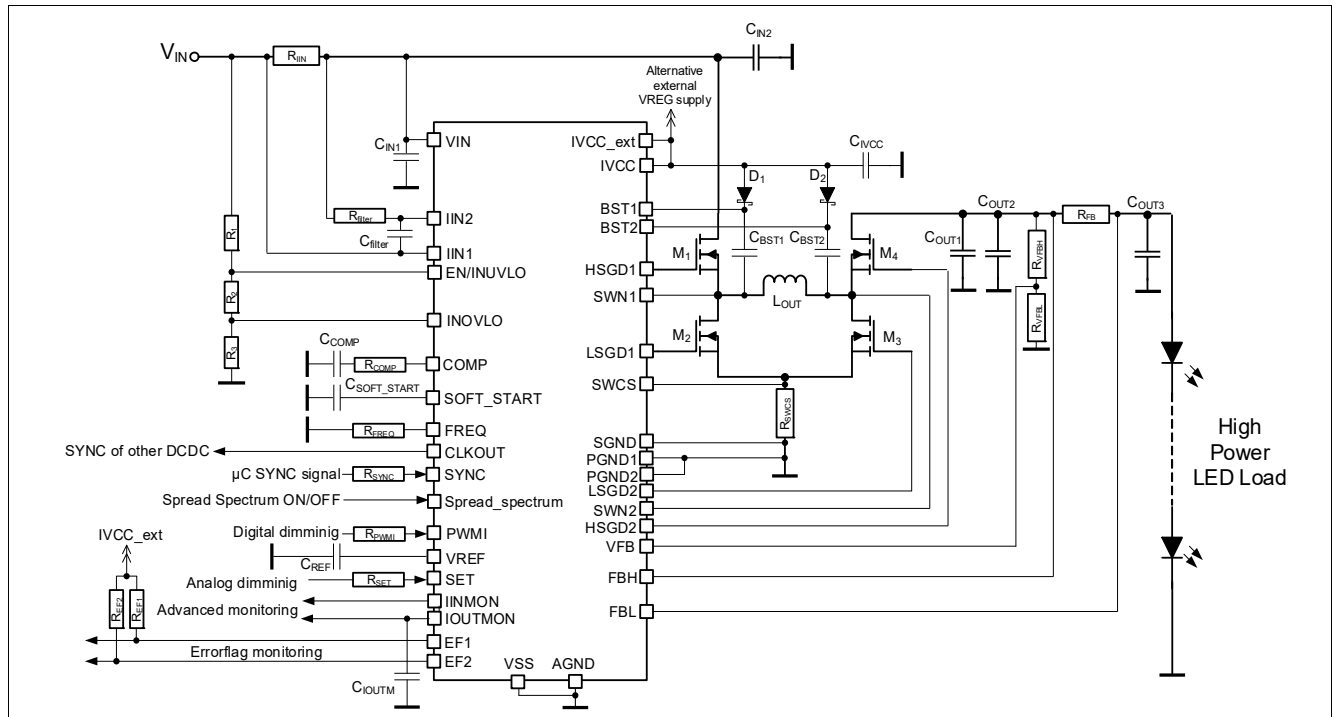 VIN
RIIN
CIN2
Alternative
external
VREG supply
CIN1
VIN
IVCC_ext
IVCC
CIVCC
D1
D2
BST1
BST2
Rfilter
Cfilter
IIN2
IIN1
R1
R2
R3
EN/INUVLO
INOVLO
M1
M4
CBST1
CBST2
COUT1
COUT2
RFB
COUT3
RVFBH
RVFBL
HSGD1
SWN1
LOUT
M2
M3
LSGD1
SWCS
RSWCS
CCOMP
RCOMP
COMP
CSOFT_START
SOFT_START
RFREQ
FREQ
SYNC of other DCDC
CLKOUT
µC SYNC signal
RSYNC
SYNC
Spread Spectrum ON/OFF
Spread_spectrum
SGND
PGND1
PGND2
LSGD2
SWN2
HSGD2
VFB
FBH
FBL
High
Power
LED Load
IVCC_ext
Digital dimminig
RPWMI
PWMI
CREF
VREF
Analog dimminig
RSET
SET
IINMON
Advanced monitoring
IOUTMON
REF2
REF1
EF1
Errorflag monitoring
EF2
CIOUTM
VSS
AGND